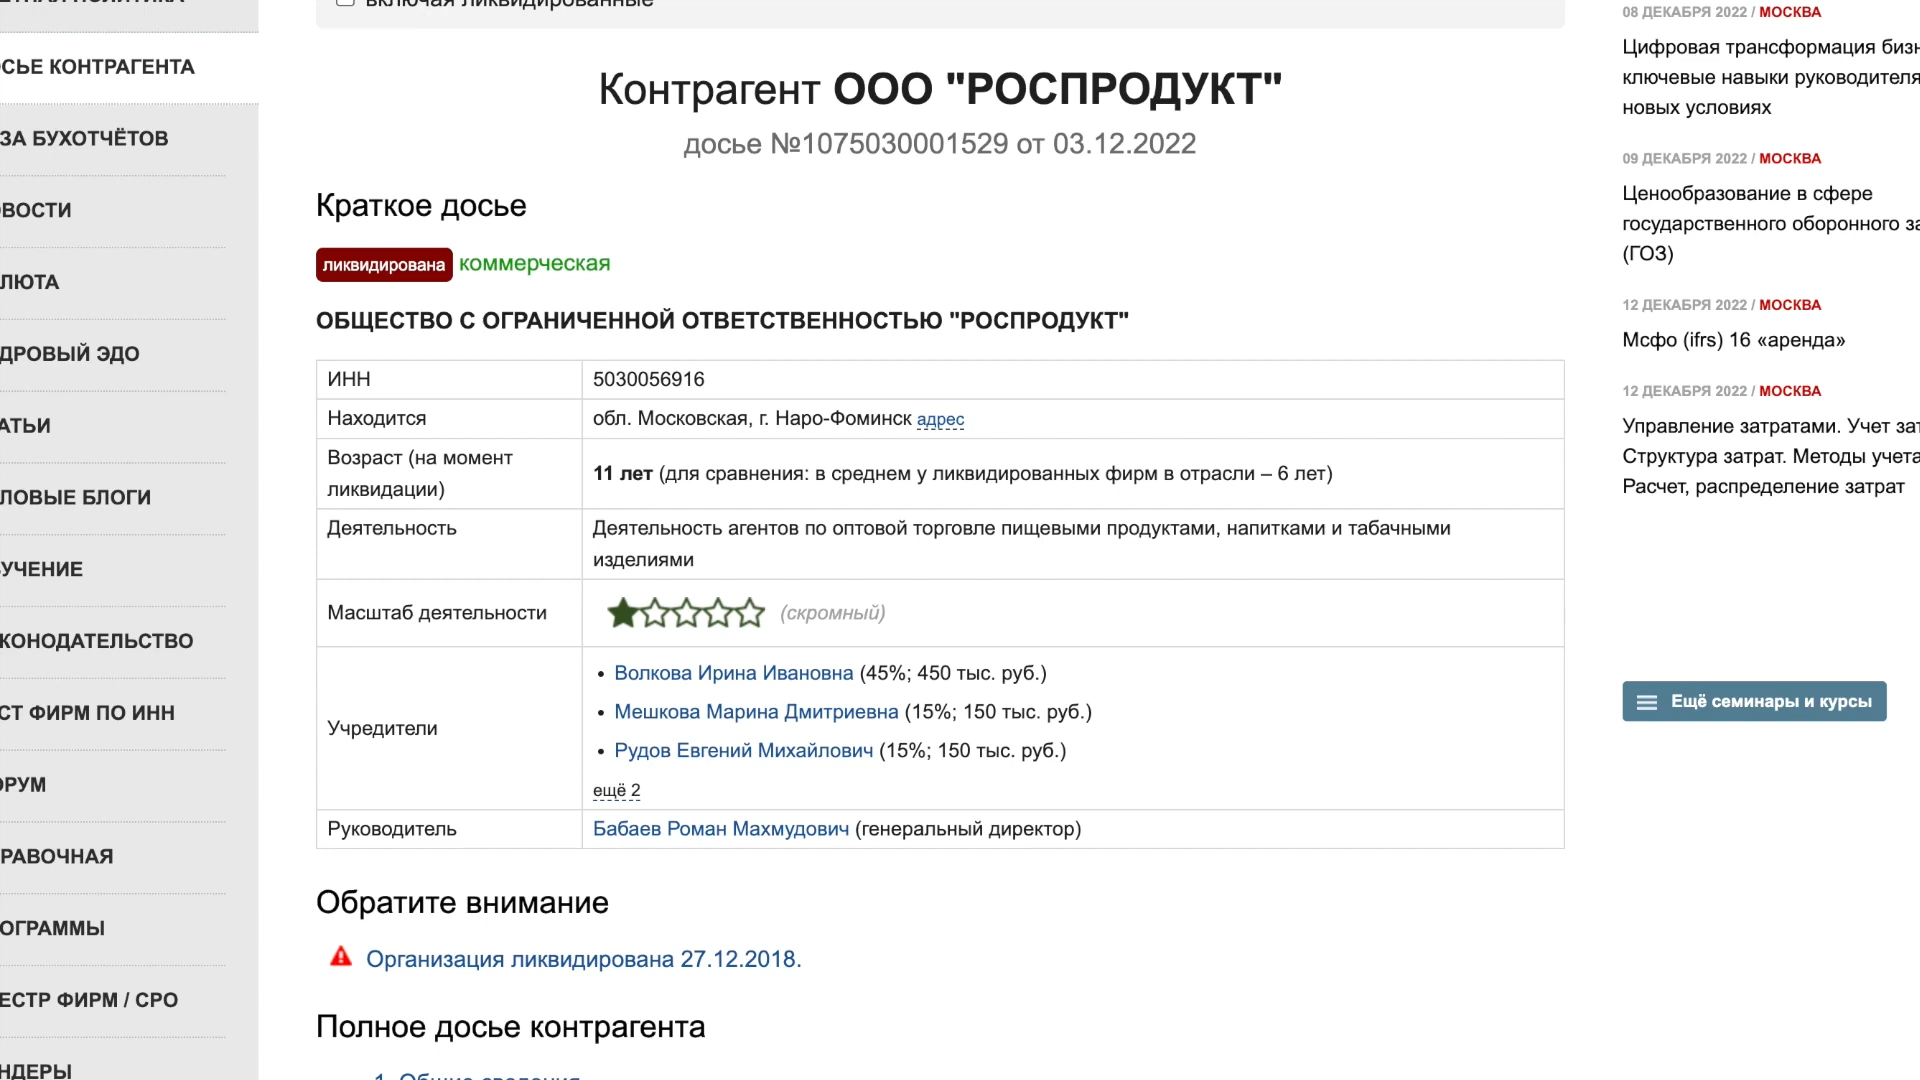 СЬЕ КОНТРАГЕНТА
ЗА БУХОТЧЁТОВ
ВОСТИ
ЛЮТА
ДРОВЫЙ ЭДО
АТЬИ
ЛОВЫЕ БЛОГИ
УЧЕНИЕ
КОНОДАТЕЛЬСТВО
СТ ФИРМ ПО ИНН
ОРУМ
РАВОЧНАЯ
ОГРАММЫ
ЕСТР ФИРМ / СРО
НДЕРЫ
включая ликвидированные
Контрагент ООО "РОСПРОДУКТ"
досье №1075030001529 от 03.12.2022
Краткое досье
ликвидирована коммерческая
ОБЩЕСТВО С ОГРАНИЧЕННОЙ ОТВЕТСТВЕННОСТЬЮ "РОСПРОДУКТ"
ИНН 5030056916
Находится обл. Московская, г. Наро-Фоминск адрес
Возраст (на момент
ликвидации)
11 лет (для сравнения: в среднем у ликвидированных фирм в отрасли – 6 лет)
Деятельность
Деятельность агентов по оптовой торговле пищевыми продуктами, напитками и табачными
изделиями
Масштаб деятельности (скромный)
Учредители
• Волкова Ирина Ивановна (45%; 450 тыс. руб.)
• Мешкова Марина Дмитриевна (15%; 150 тыс. руб.)
• Рудов Евгений Михайлович (15%; 150 тыс. руб.)
ещё 2
Руководитель Бабаев Роман Махмудович (генеральный директор)
Обратите внимание
Организация ликвидирована 27.12.2018.
Полное досье контрагента
1. Общие сведения
08 ДЕКАБРЯ 2022 / МОСКВА
Цифровая трансформация бизн
ключевые навыки руководителя
новых условиях
09 ДЕКАБРЯ 2022 / МОСКВА
Ценообразование в сфере
государственного оборонного за
(ГОЗ)
12 ДЕКАБРЯ 2022 / МОСКВА
Мсфо (ifrs) 16 «аренда»
12 ДЕКАБРЯ 2022 / МОСКВА
Управление затратами. Учет зат
Структура затрат. Методы учета
Расчет, распределение затрат
Ещё семинары и курсы